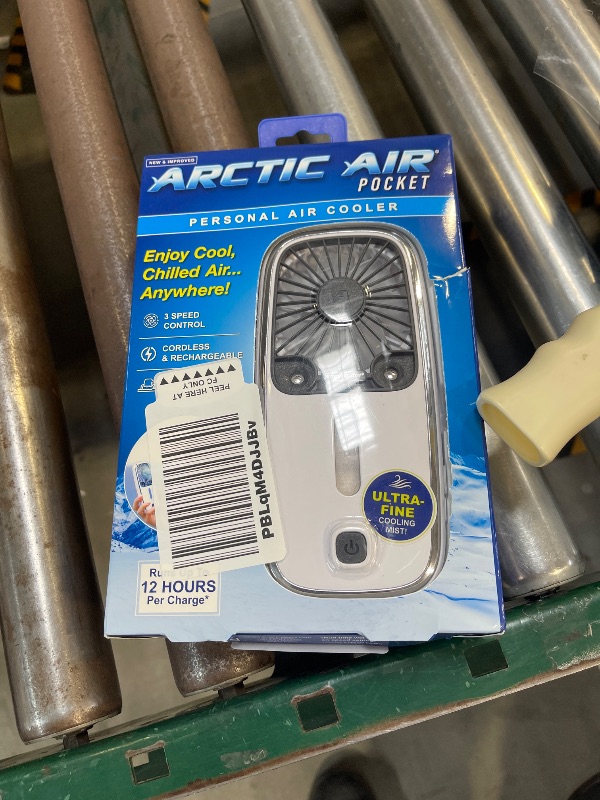 NEW & IMPROVED
ARCTIC AIR®
POCKET
PERSONAL AIR COOLER
Enjoy Cool,
Chilled Air...
Anywhere!
3 SPEED
CONTROL
CORDLESS
& RECHARGEABLE
PEEL HERE AT
FC ONLY
PBLqM4DJJBv
ULTRA-
FINE
COOLING
MIST!
12 HOURS
Per Charge*